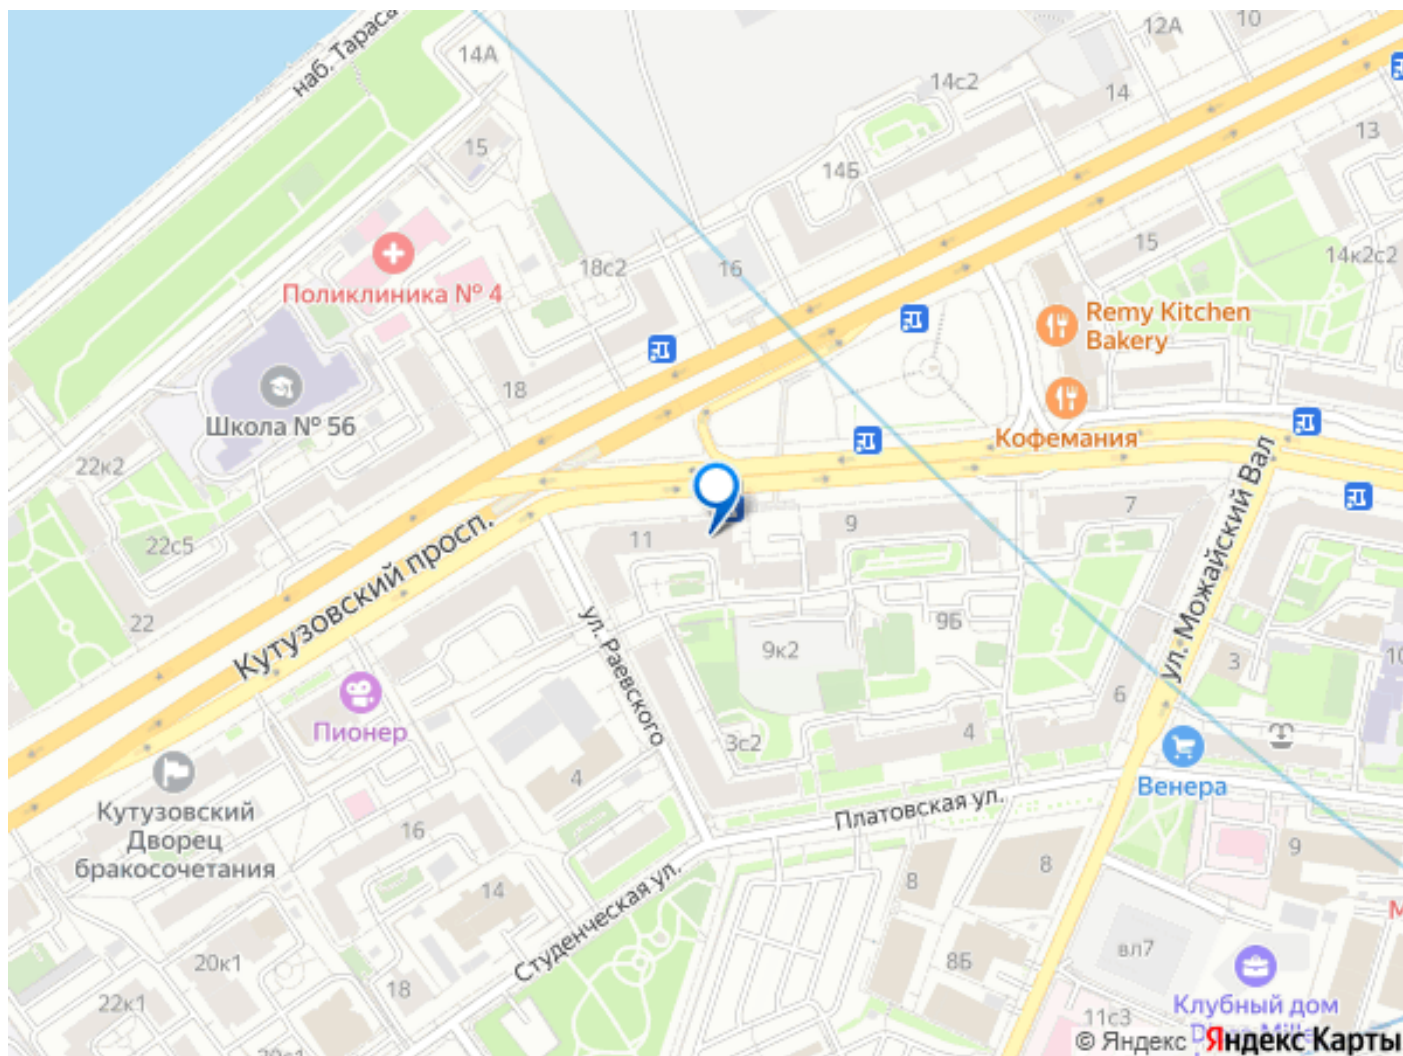 наб. Тараса
14А
12А
10
14с2
14
15
13
14Б
15
14к2с2
18с2
16
Поликлиника № 4
Remy Kitchen
Bakery
18
Школа № 56
Кофемания
22к2
22с5
11
9
7
Кутузовский просп.
22
ул. Раевского
ул. Можайский Вал
9к2
9Б
3
10
6
Пионер
3с2
4
4
Кутузовский
Дворец
бракосочетания
Венера
Платовская ул.
16
14
8
8
9
Студенческая ул.
20к1
18
22к1
8Б
вл7
Клубный дом
11с3
© Яндекс Яндекс Карты